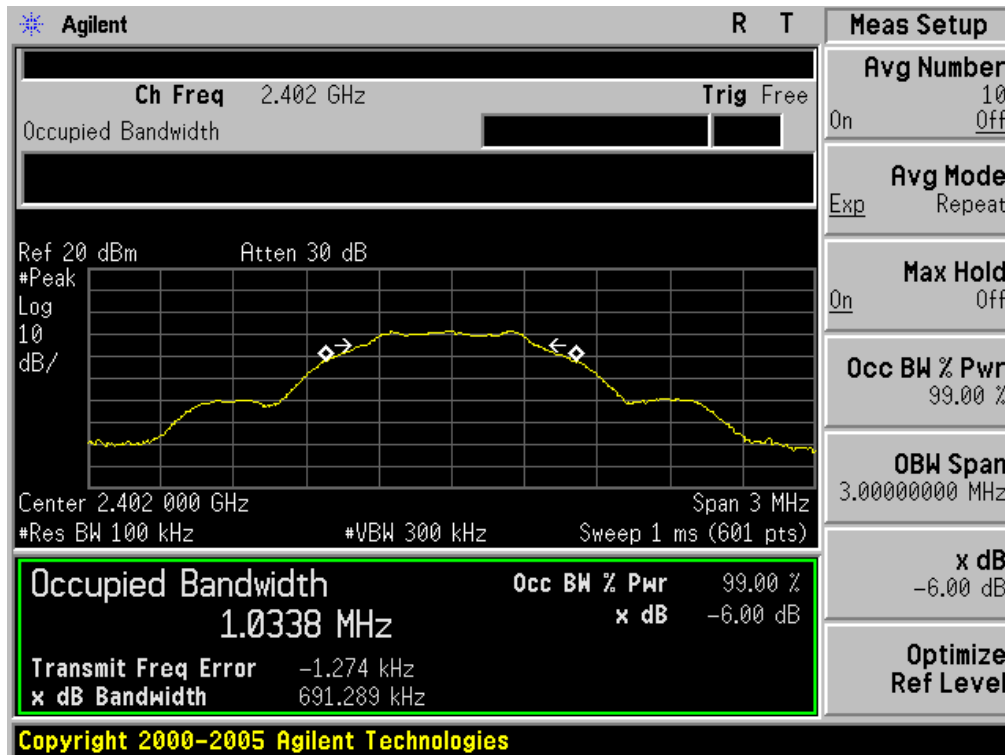 Agilent R T
Ch Freq 2.402 GHz Trig Free
Occupied Bandwidth
Ref 20 dBm Atten 30 dB
#Peak
Log
10
dB/
Center 2.402 000 GHz Span 3 MHz
#Res BW 100 kHz #VBW 300 kHz Sweep 1 ms (601 pts)
Occupied Bandwidth
1.0338 MHz
Occ BW % Pwr 99.00 %
x dB -6.00 dB
Transmit Freq Error -1.274 kHz
x dB Bandwidth 691.289 kHz
Copyright 2000-2005 Agilent Technologies
Meas Setup
Avg Number
10
On Off
Avg Mode
Exp Repeat
Max Hold
On Off
Occ BW % Pwr
99.00 %
OBW Span
3.00000000 MHz
x dB
-6.00 dB
Optimize
Ref Level